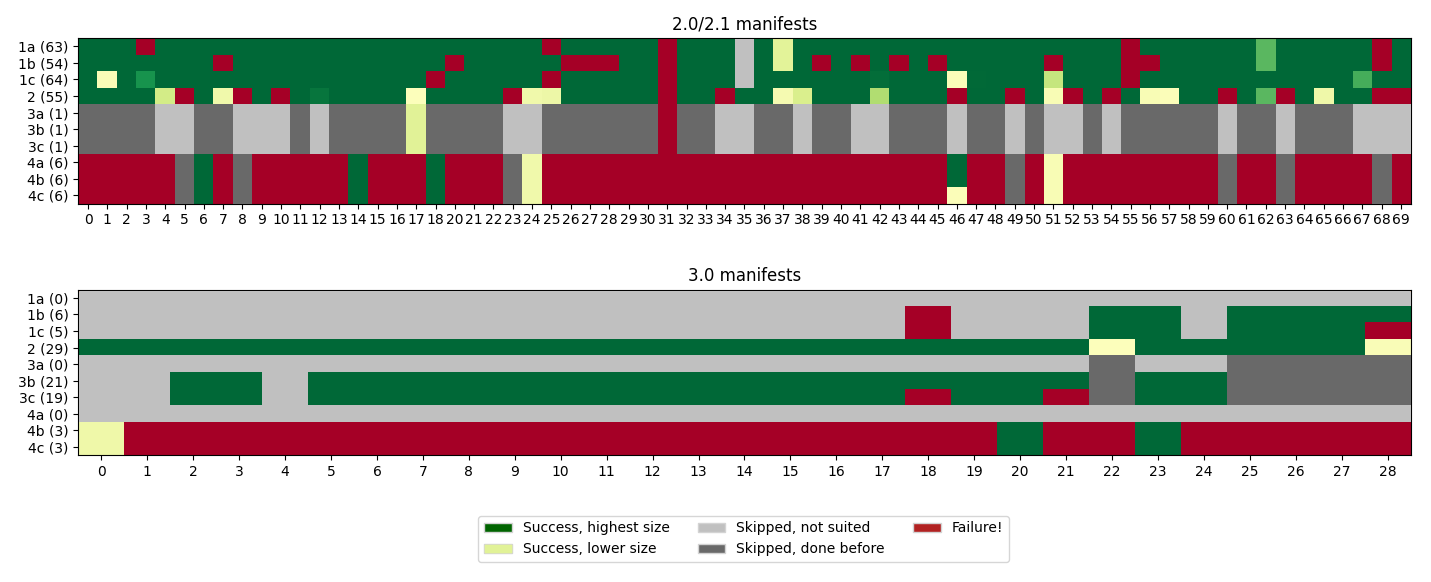 2.0/2.1 manifests
1a (63)
1b (54)
1c (64)
2 (55)
3a (1)
3b (1)
3c (1)
4a (6)
4b (6)
4c (6)
0 1 2 3 4 5 6 7 8 9 10 11 12 13 14 15 16 17 18 19 20 21 22 23 24 25 26 27 28 29 30 31 32 33 34 35 36 37 38 39 40 41 42 43 44 45 46 47 48 49 50 51 52 53 54 55 56 57 58 59 60 61 62 63 64 65 66 67 68 69
3.0 manifests
1a (0)
1b (6)
1c (5)
2 (29)
3a (0)
3b (21)
3c (19)
4a (0)
4b (3)
4c (3)
0 1 2 3 4 5 6 7 8 9 10 11 12 13 14 15 16 17 18 19 20 21 22 23 24 25 26 27 28
Success, highest size Skipped, not suited Failure!
Success, lower size Skipped, done before